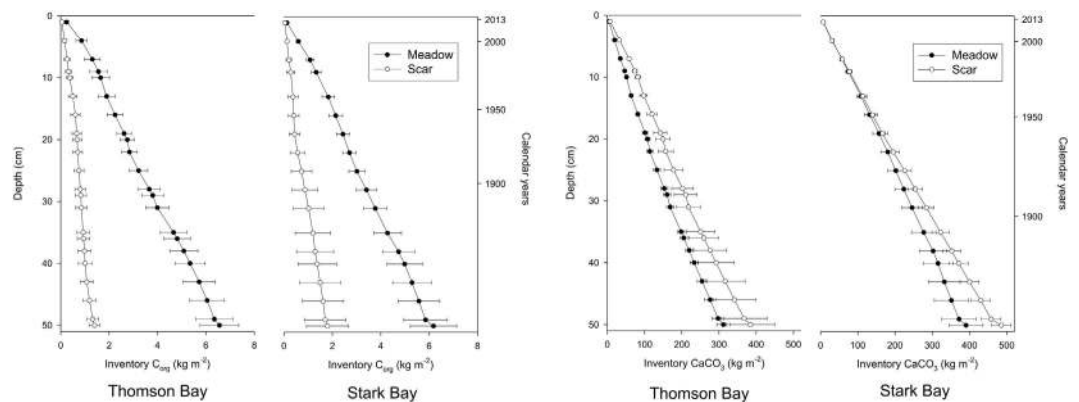 0
10
20
30
40
50
Depth (cm)
0 2 4 6 8
Inventory C_org (kg m⁻²)
Thomson Bay
Meadow
Scar
2013
2000
1950
1900
Calendar years
0 2 4 6 8
Inventory C_org (kg m⁻²)
Stark Bay
0
10
20
30
40
50
Depth (cm)
0 100 200 300 400 500
Inventory CaCO₃ (kg m⁻²)
Thomson Bay
Meadow
Scar
2013
2000
1950
1900
Calendar years
0 100 200 300 400 500
Inventory CaCO₃ (kg m⁻²)
Stark Bay